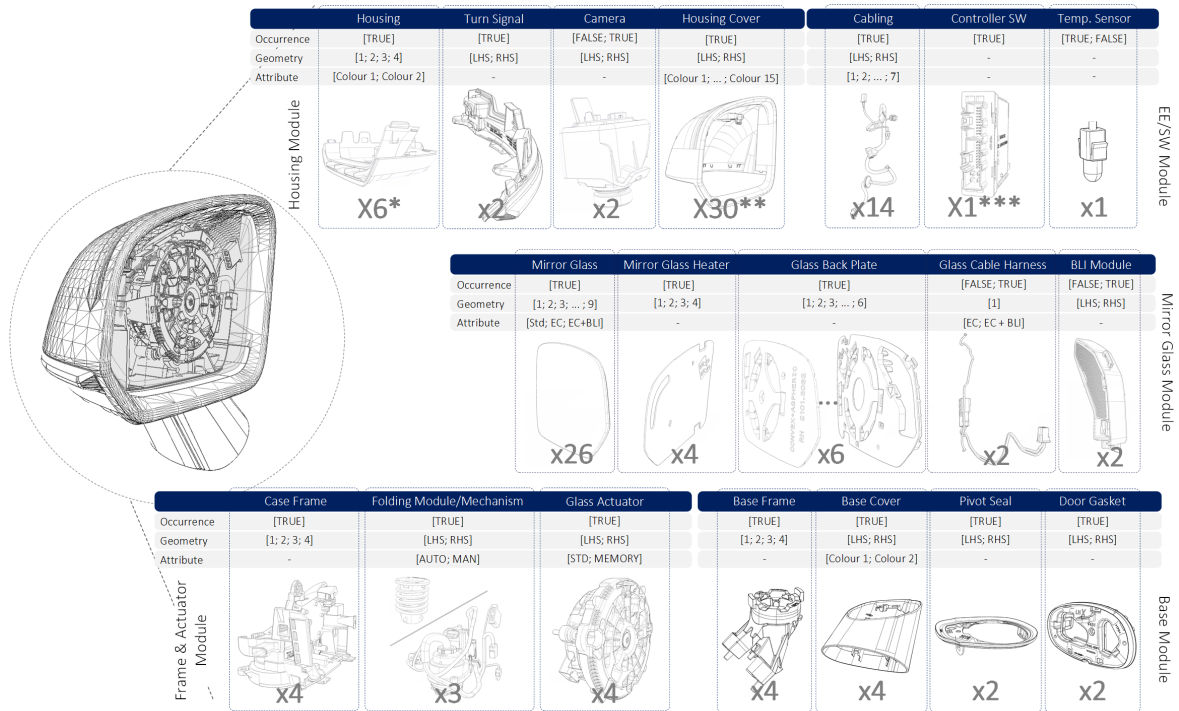 Housing Turn Signal Camera Housing Cover Cabling Controller SW Temp. Sensor
Occurrence [TRUE] [TRUE] [FALSE; TRUE] [TRUE] [TRUE] [TRUE] [TRUE; FALSE]
Geometry [1; 2; 3; 4] [LHS; RHS] [LHS; RHS] [LHS; RHS] [LHS; RHS] - -
Attribute [Colour 1; Colour 2] - - [Colour 1; ... ; Colour 15] [1; 2; ... ; 7] - -
Housing Module
EE/SW Module
X6* x2 x2 X30** x14 X1*** x1
Mirror Glass Mirror Glass Heater Glass Back Plate Glass Cable Harness BLI Module
Occurrence [TRUE] [TRUE] [TRUE] [FALSE; TRUE] [FALSE; TRUE]
Geometry [1; 2; 3; ... ; 9] [1; 2; 3; 4] [1; 2; 3; ... ; 6] [1] [LHS; RHS]
Attribute [Std; EC; EC+BLI] - - [EC; EC + BLI] -
Mirror Glass Module
CONVEX+ASPHERIC
x26 x4 x6 x2 x2
Case Frame Folding Module/Mechanism Glass Actuator Base Frame Base Cover Pivot Seal Door Gasket
Occurrence [TRUE] [TRUE] [TRUE] [TRUE] [TRUE] [TRUE] [TRUE]
Geometry [1; 2; 3; 4] [LHS; RHS] [LHS; RHS] [1; 2; 3; 4] [LHS; RHS] [LHS; RHS] [LHS; RHS]
Attribute - [AUTO; MAN] [STD; MEMORY] - [Colour 1; Colour 2] - -
Frame & Actuator
Module
Base Module
x4 x3 x4 x4 x4 x2 x2